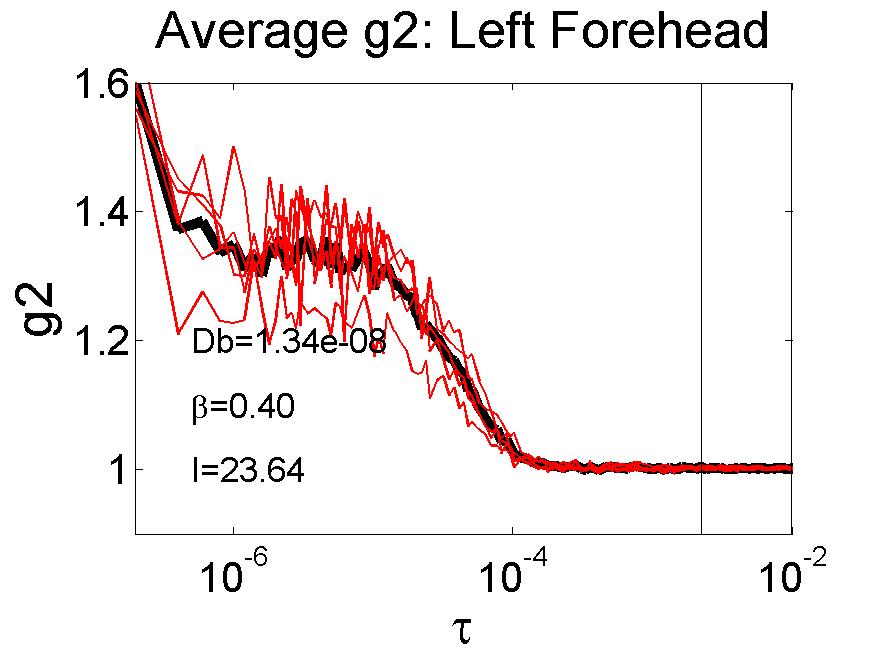 Average g2: Left Forehead
1.6
1.4
1.2
1
g2
Db=1.34e-08
β=0.40
I=23.64
10^-6 10^-4 10^-2
τ